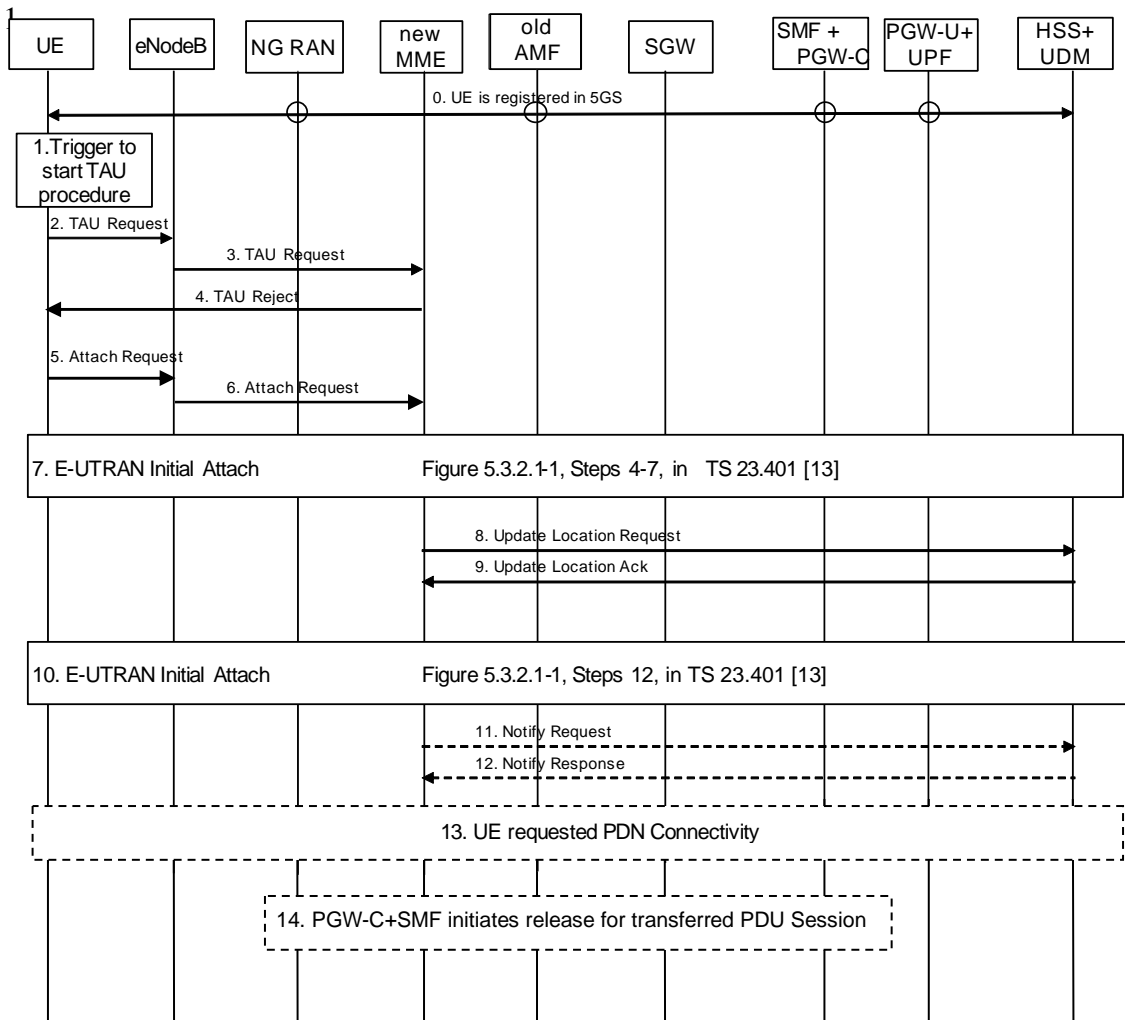 1
UE
eNodeB
NG RAN
new
MME
old
AMF
SGW
SMF +
PGW-C
PGW-U+
UPF
HSS+
UDM
0. UE is registered in 5GS
1.Trigger to
start TAU
procedure
2. TAU Request
3. TAU Request
4. TAU Reject
5. Attach Request
6. Attach Request
7. E-UTRAN Initial Attach Figure 5.3.2.1-1, Steps 4-7, in TS 23.401 [13]
8. Update Location Request
9. Update Location Ack
10. E-UTRAN Initial Attach Figure 5.3.2.1-1, Steps 12, in TS 23.401 [13]
11. Notify Request
12. Notify Response
13. UE requested PDN Connectivity
14. PGW-C+SMF initiates release for transferred PDU Session